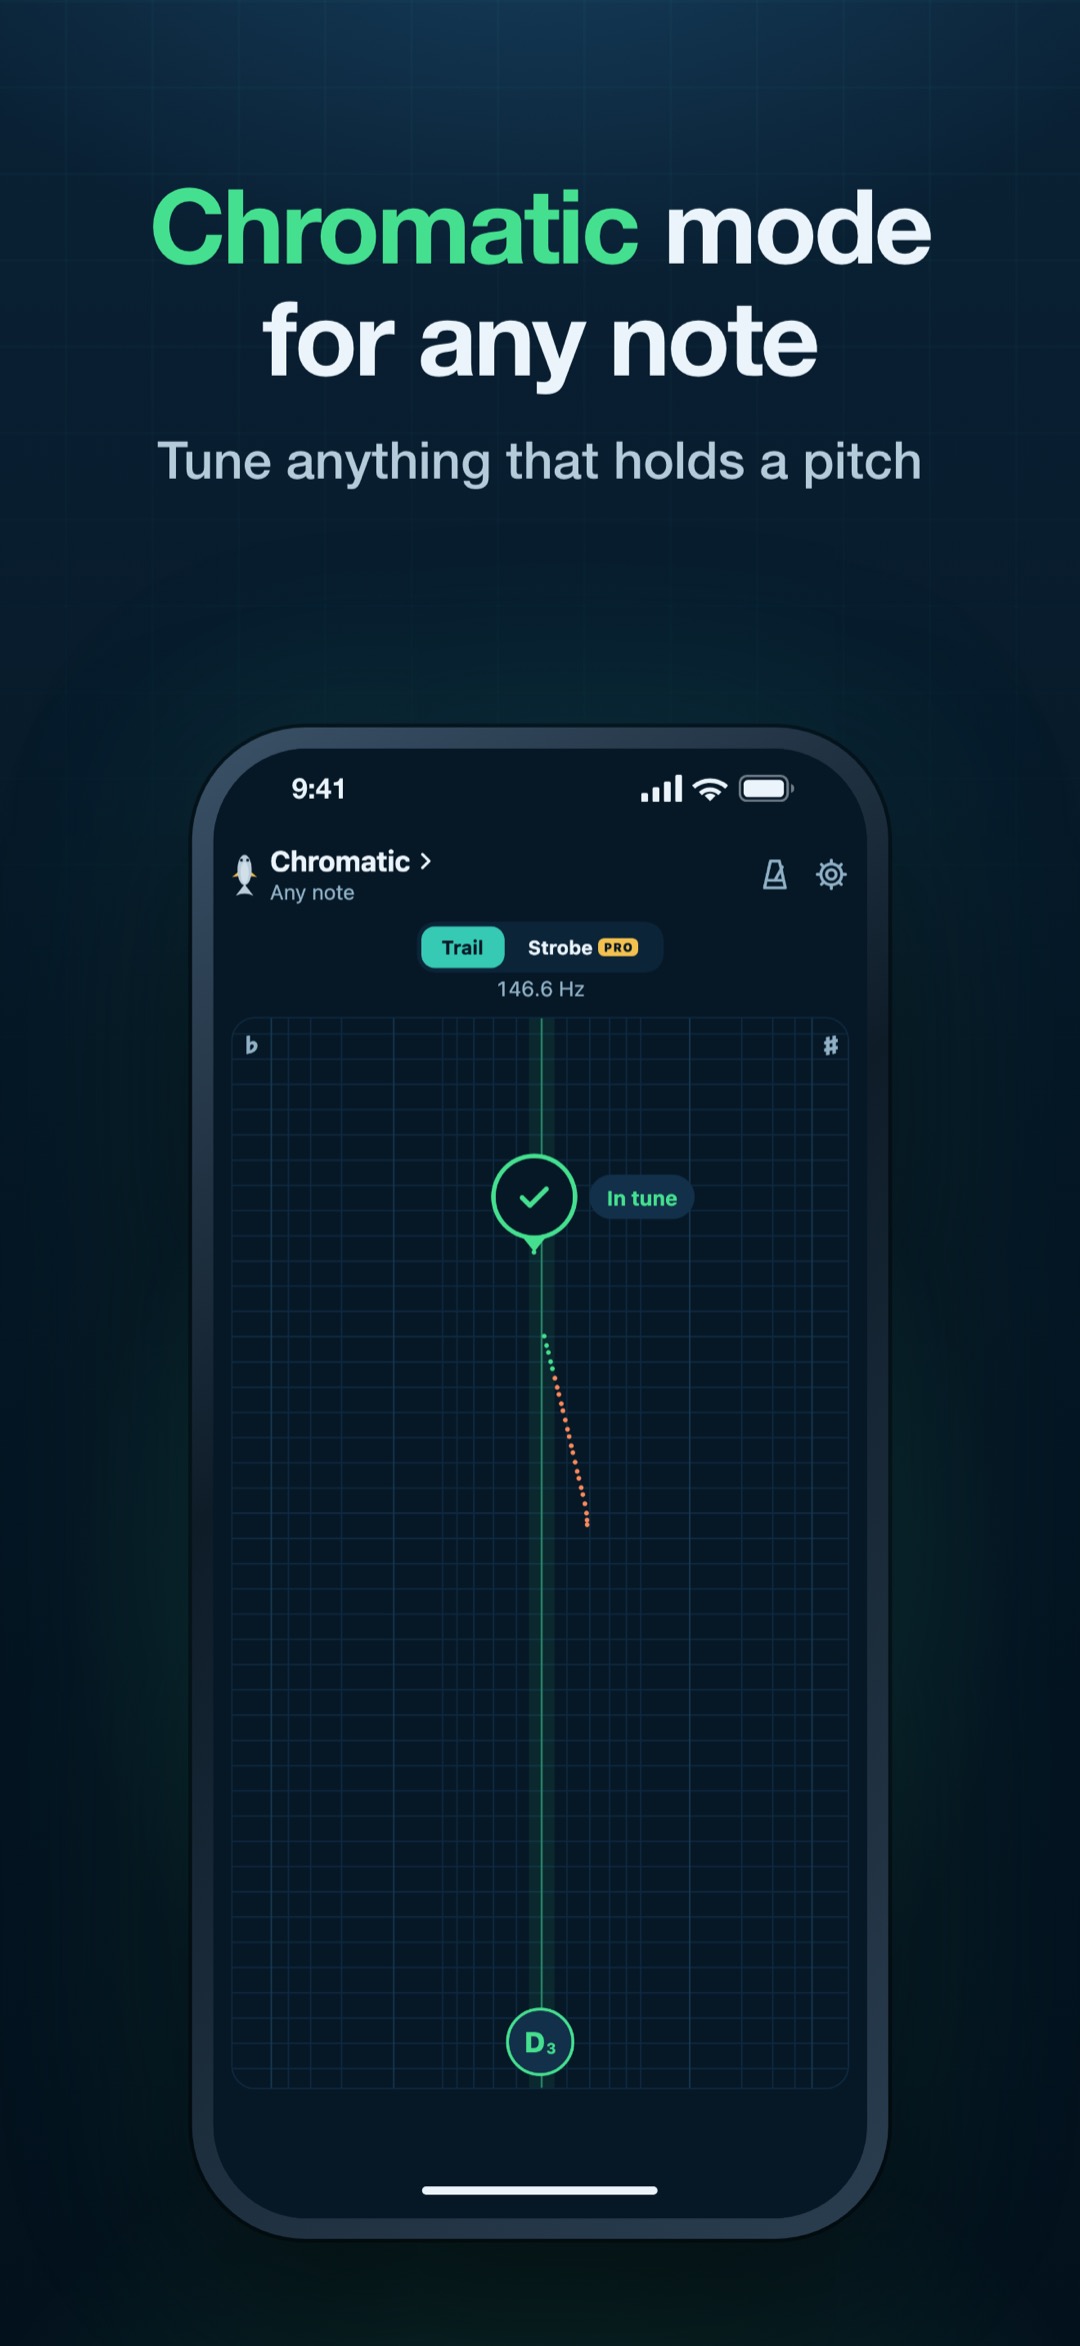 Chromatic mode
for any note
Tune anything that holds a pitch
9:41
Chromatic >
Any note
Trail Strobe PRO
146.6 Hz
♭ ♯
In tune
D₃